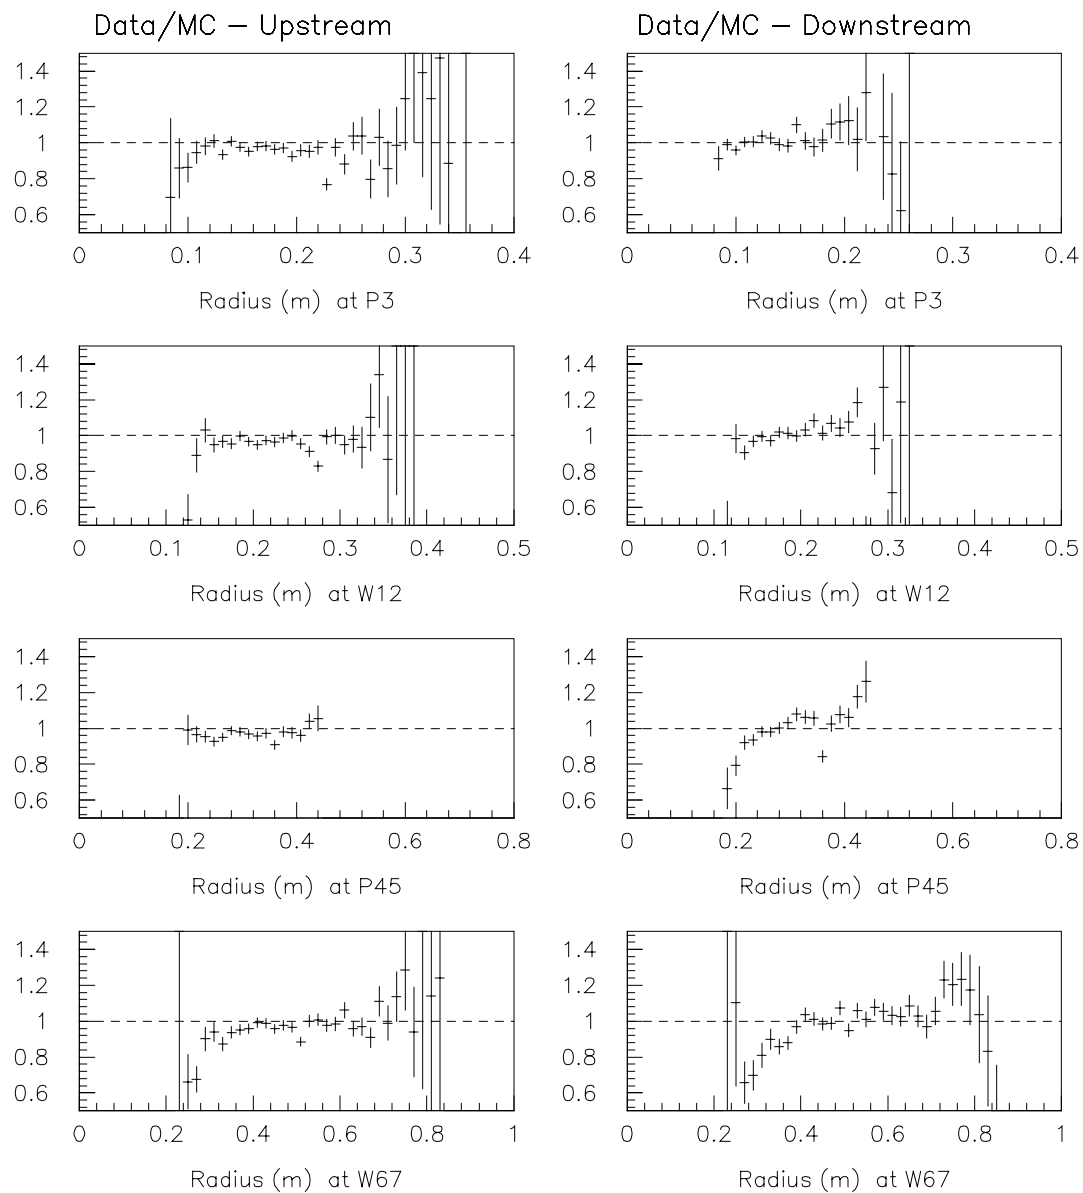 Data/MC – Upstream Data/MC – Downstream
1.4 1.4
1.2 1.2
1 1
0.8 0.8
0.6 0.6
0 0.1 0.2 0.3 0.4 0 0.1 0.2 0.3 0.4
Radius (m) at P3 Radius (m) at P3
1.4 1.4
1.2 1.2
1 1
0.8 0.8
0.6 0.6
0 0.1 0.2 0.3 0.4 0.5 0 0.1 0.2 0.3 0.4 0.5
Radius (m) at W12 Radius (m) at W12
1.4 1.4
1.2 1.2
1 1
0.8 0.8
0.6 0.6
0 0.2 0.4 0.6 0.8 0 0.2 0.4 0.6 0.8
Radius (m) at P45 Radius (m) at P45
1.4 1.4
1.2 1.2
1 1
0.8 0.8
0.6 0.6
0 0.2 0.4 0.6 0.8 1 0 0.2 0.4 0.6 0.8 1
Radius (m) at W67 Radius (m) at W67